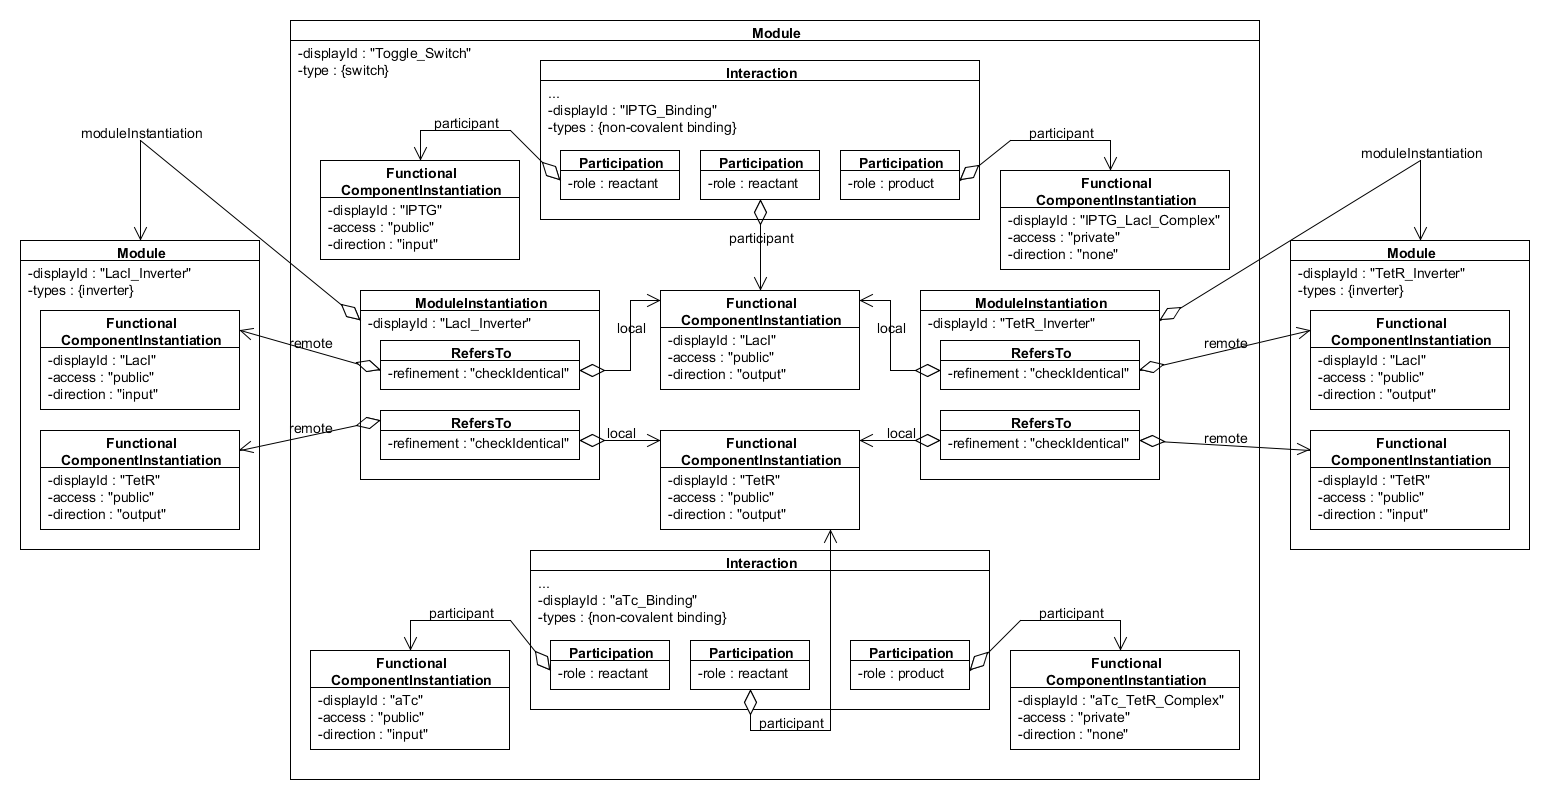 Module
-displayId : "Toggle_Switch"
-type : {switch}
Interaction
...
-displayId : "IPTG_Binding"
-types : {non-covalent binding}
Participation
-role : reactant
Participation
-role : reactant
Participation
-role : product
participant
participant
participant
Functional
ComponentInstantiation
-displayId : "IPTG"
-access : "public"
-direction : "input"
Functional
ComponentInstantiation
-displayId : "IPTG_LacI_Complex"
-access : "private"
-direction : "none"
moduleInstantiation
moduleInstantiation
Module
-displayId : "LacI_Inverter"
-types : {inverter}
Functional
ComponentInstantiation
-displayId : "LacI"
-access : "public"
-direction : "input"
Functional
ComponentInstantiation
-displayId : "TetR"
-access : "public"
-direction : "output"
remote
remote
ModuleInstantiation
-displayId : "LacI_Inverter"
RefersTo
-refinement : "checkIdentical"
RefersTo
-refinement : "checkIdentical"
local
local
Functional
ComponentInstantiation
-displayId : "LacI"
-access : "public"
-direction : "output"
Functional
ComponentInstantiation
-displayId : "TetR"
-access : "public"
-direction : "output"
local
local
ModuleInstantiation
-displayId : "TetR_Inverter"
RefersTo
-refinement : "checkIdentical"
RefersTo
-refinement : "checkIdentical"
remote
remote
Module
-displayId : "TetR_Inverter"
-types : {inverter}
Functional
ComponentInstantiation
-displayId : "LacI"
-access : "public"
-direction : "output"
Functional
ComponentInstantiation
-displayId : "TetR"
-access : "public"
-direction : "input"
Interaction
...
-displayId : "aTc_Binding"
-types : {non-covalent binding}
Participation
-role : reactant
Participation
-role : reactant
Participation
-role : product
participant
participant
participant
Functional
ComponentInstantiation
-displayId : "aTc"
-access : "public"
-direction : "input"
Functional
ComponentInstantiation
-displayId : "aTc_TetR_Complex"
-access : "private"
-direction : "none"